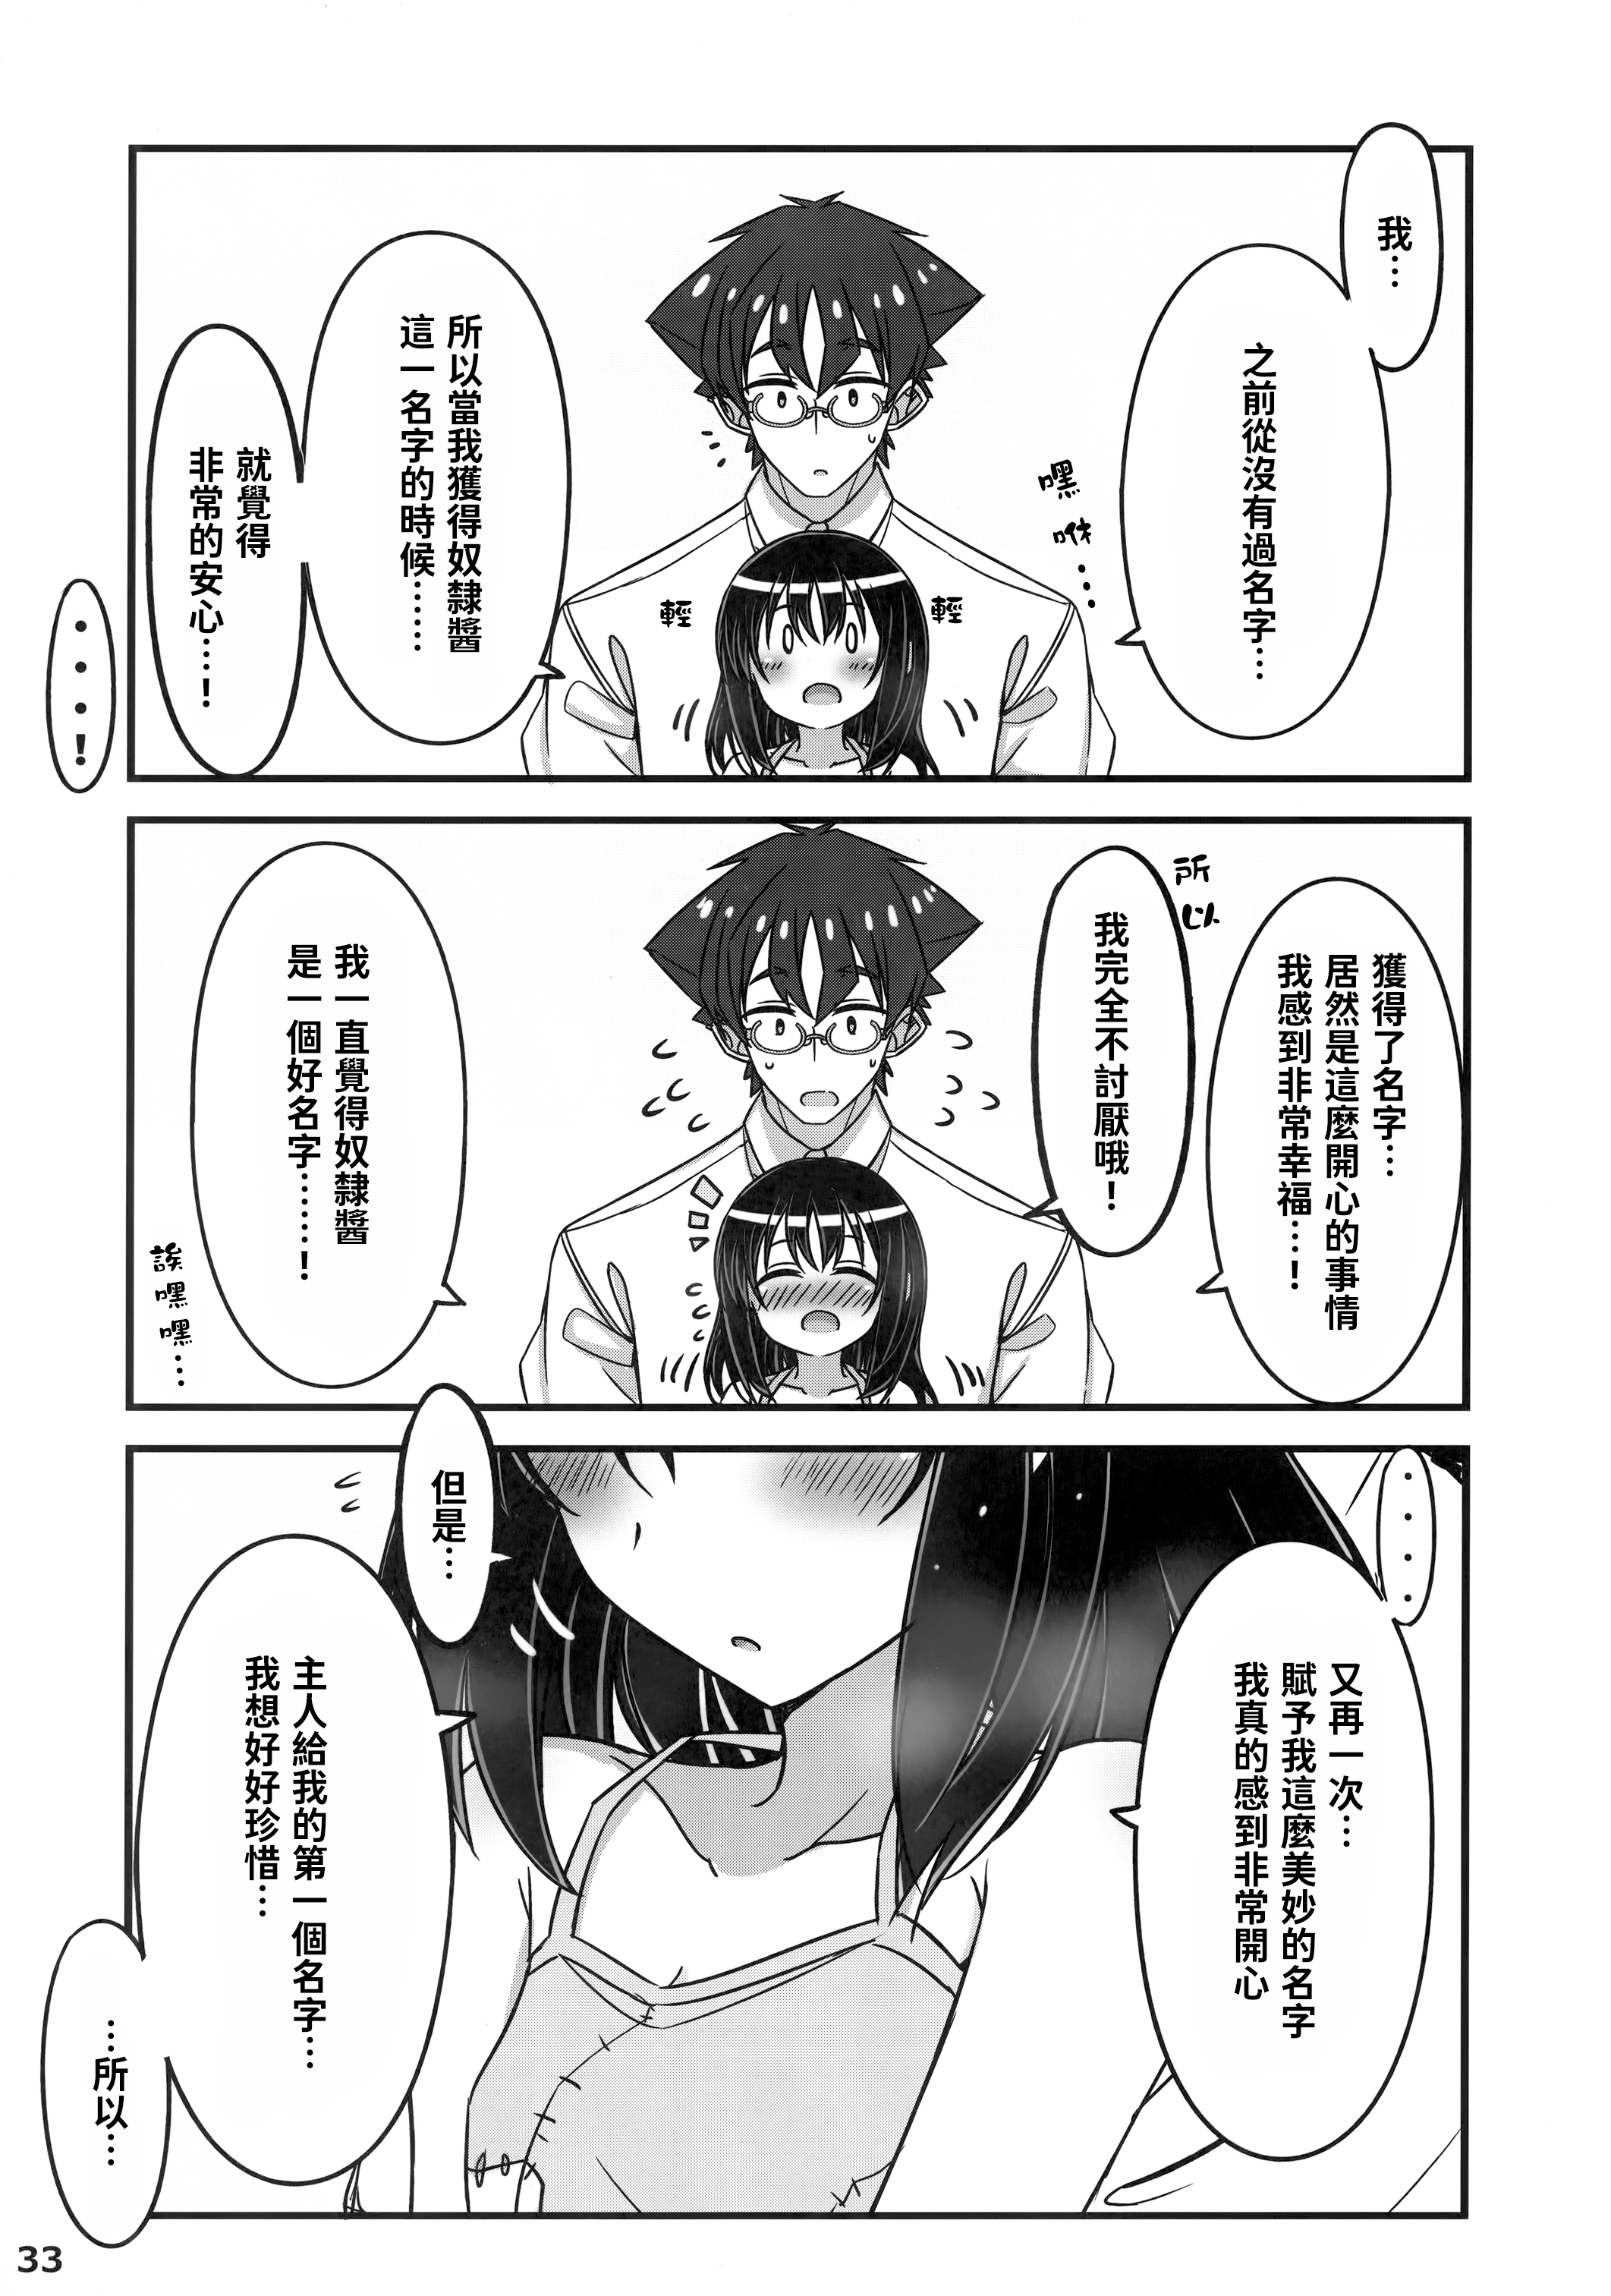 我…
之前從沒有過名字…
嘿
咻…
輕
輕
所以當我獲得奴隸醬
這一名字的時候……
就覺得
非常的安心…！
・・・！
獲得了名字…
居然是這麼開心的事情
我感到非常幸福…！
所以
我完全不討厭哦！
我一直覺得奴隸醬
是一個好名字……！
誒嘿嘿…
・・・・
又再一次…
賦予我這麼美妙的名字
我真的感到非常開心
但是…
主人給我的第一個名字…
我想好好珍惜…
…所以…
33